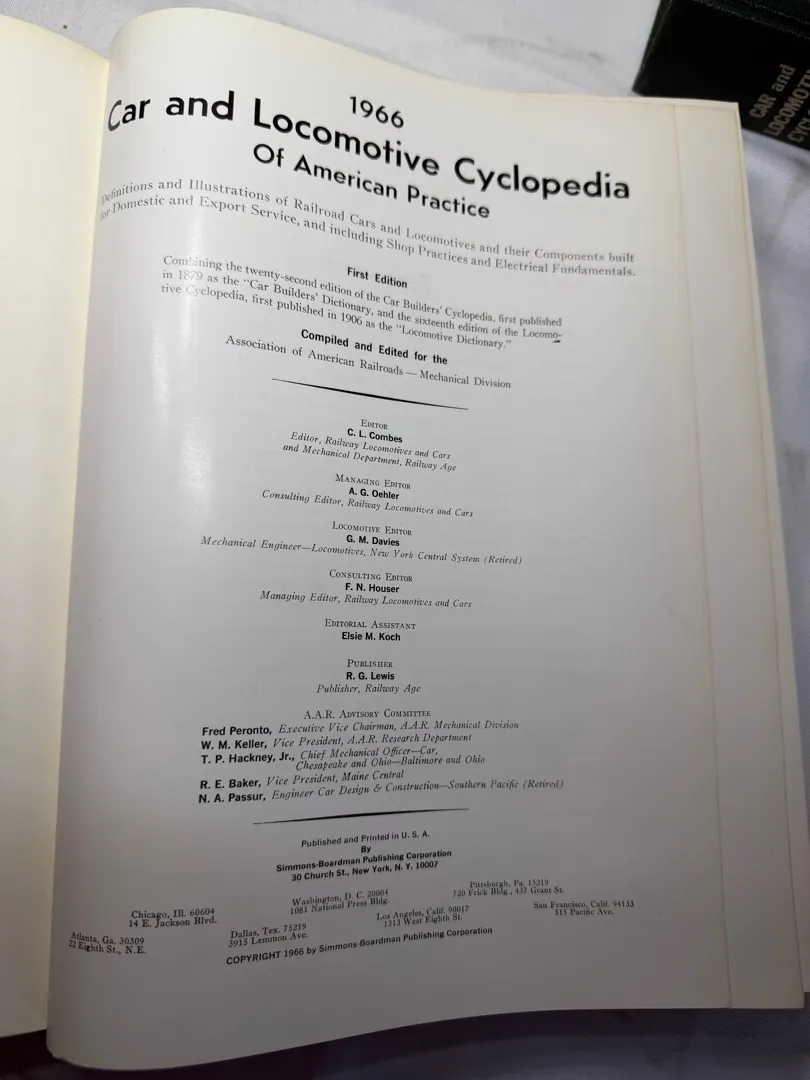 1966
Car and Locomotive Cyclopedia
Of American Practice
Definitions and Illustrations of Railroad Cars and Locomotives and their Components built
for Domestic and Export Service, and including Shop Practices and Electrical Fundamentals.
First Edition
Combining the twenty-second edition of the Car Builders' Cyclopedia, first published
in 1879 as the "Car Builders' Dictionary, and the sixteenth edition of the Locomo-
tive Cyclopedia, first published in 1906 as the "Locomotive Dictionary."
Compiled and Edited for the
Association of American Railroads — Mechanical Division
Editor
C. L. Combes
Editor, Railway Locomotives and Cars
and Mechanical Department, Railway Age
Managing Editor
A. G. Oehler
Consulting Editor, Railway Locomotives and Cars
Locomotive Editor
G. M. Davies
Mechanical Engineer—Locomotives, New York Central System (Retired)
Consulting Editor
F. N. Houser
Managing Editor, Railway Locomotives and Cars
Editorial Assistant
Elsie M. Koch
Publisher
R. G. Lewis
Publisher, Railway Age
A.A.R. Advisory Committee
Fred Peronto, Executive Vice Chairman, A.A.R. Mechanical Division
W. M. Keller, Vice President, A.A.R. Research Department
T. P. Hackney, Jr., Chief Mechanical Officer—Car,
Chesapeake and Ohio—Baltimore and Ohio
R. E. Baker, Vice President, Maine Central
N. A. Passur, Engineer Car Design & Construction—Southern Pacific (Retired)
Published and Printed in U. S. A.
By
Simmons-Boardman Publishing Corporation
30 Church St., New York, N. Y. 10007
Atlanta, Ga. 30309
22 Eighth St., N.E.
Chicago, Ill. 60604
14 E. Jackson Blvd.
Dallas, Tex. 75219
3915 Lemmon Ave.
Washington, D. C. 20004
1081 National Press Bldg.
Los Angeles, Calif. 90017
1313 West Eighth St.
Pittsburgh, Pa. 15219
720 Frick Bldg., 437 Grant St.
San Francisco, Calif. 94133
515 Pacific Ave.
COPYRIGHT 1966 by Simmons-Boardman Publishing Corporation
CAR and